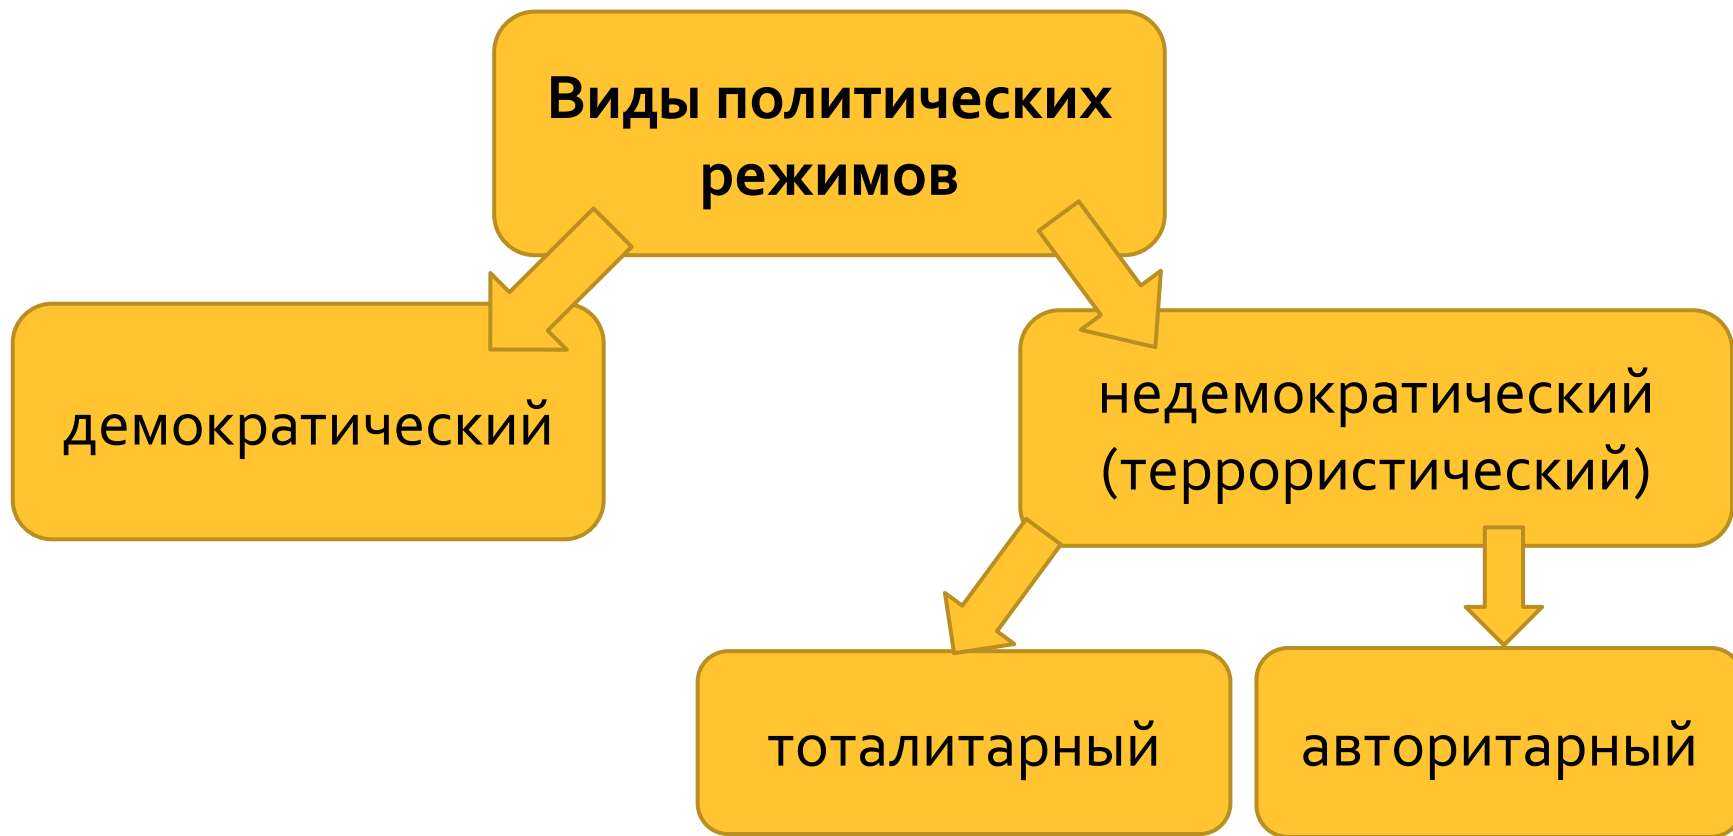 Виды политических
режимов
демократический
недемократический
(террористический)
тоталитарный
авторитарный